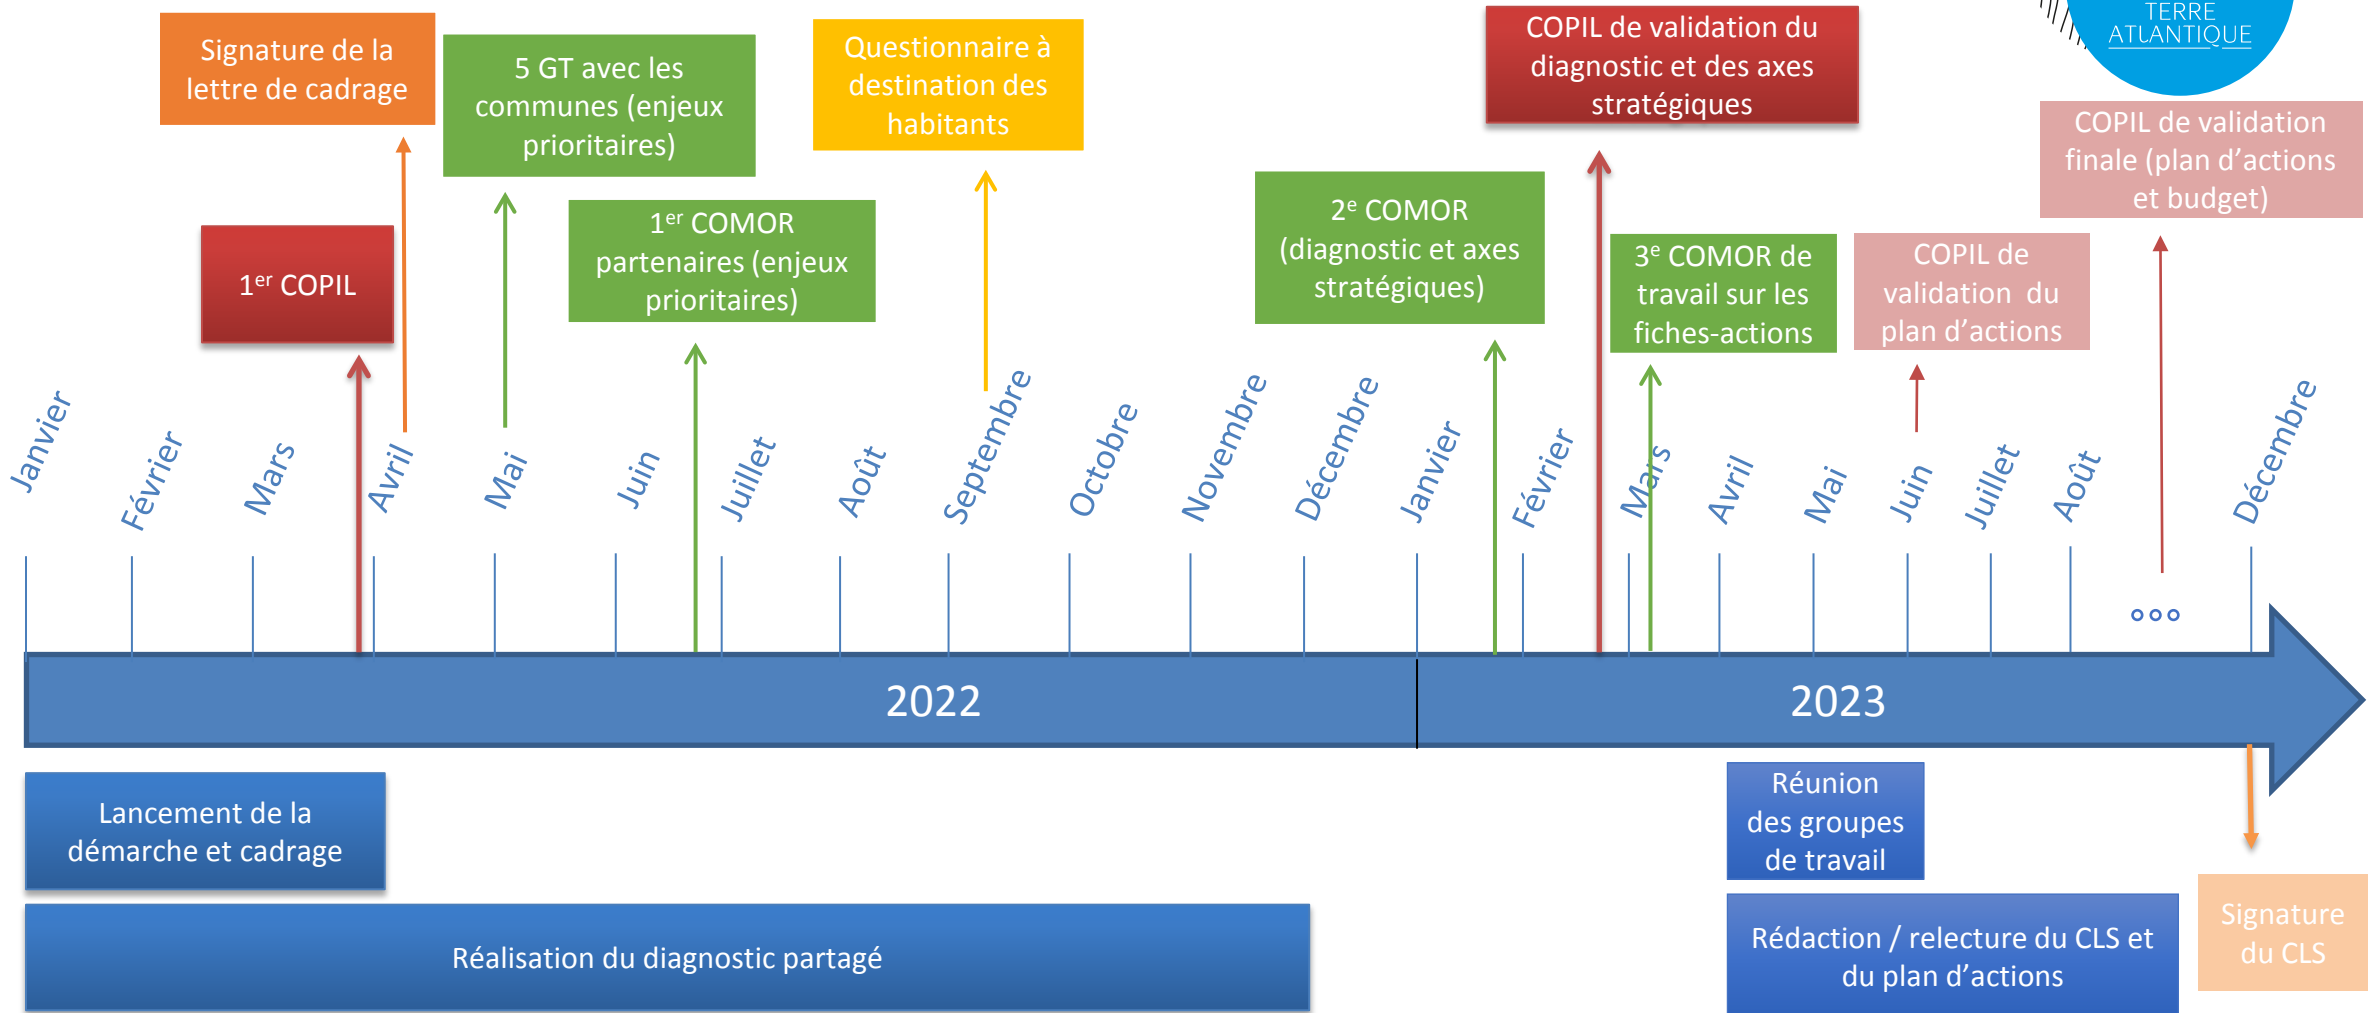 TERRE
ATLANTIQUE
Signature de la
lettre de cadrage
5 GT avec les
communes (enjeux
prioritaires)
Questionnaire à
destination des
habitants
COPIL de validation du
diagnostic et des axes
stratégiques
COPIL de validation
finale (plan d’actions
et budget)
1er COPIL
1er COMOR
partenaires (enjeux
prioritaires)
2e COMOR
(diagnostic et axes
stratégiques)
3e COMOR de
travail sur les
fiches-actions
COPIL de
validation du
plan d’actions
Janvier
Février
Mars
Avril
Mai
Juin
Juillet
Août
Septembre
Octobre
Novembre
Décembre
Janvier
Février
Mars
Avril
Mai
Juin
Juillet
Août
Décembre
2022
2023
Lancement de la
démarche et cadrage
Réunion
des groupes
de travail
Réalisation du diagnostic partagé
Rédaction / relecture du CLS et
du plan d’actions
Signature
du CLS